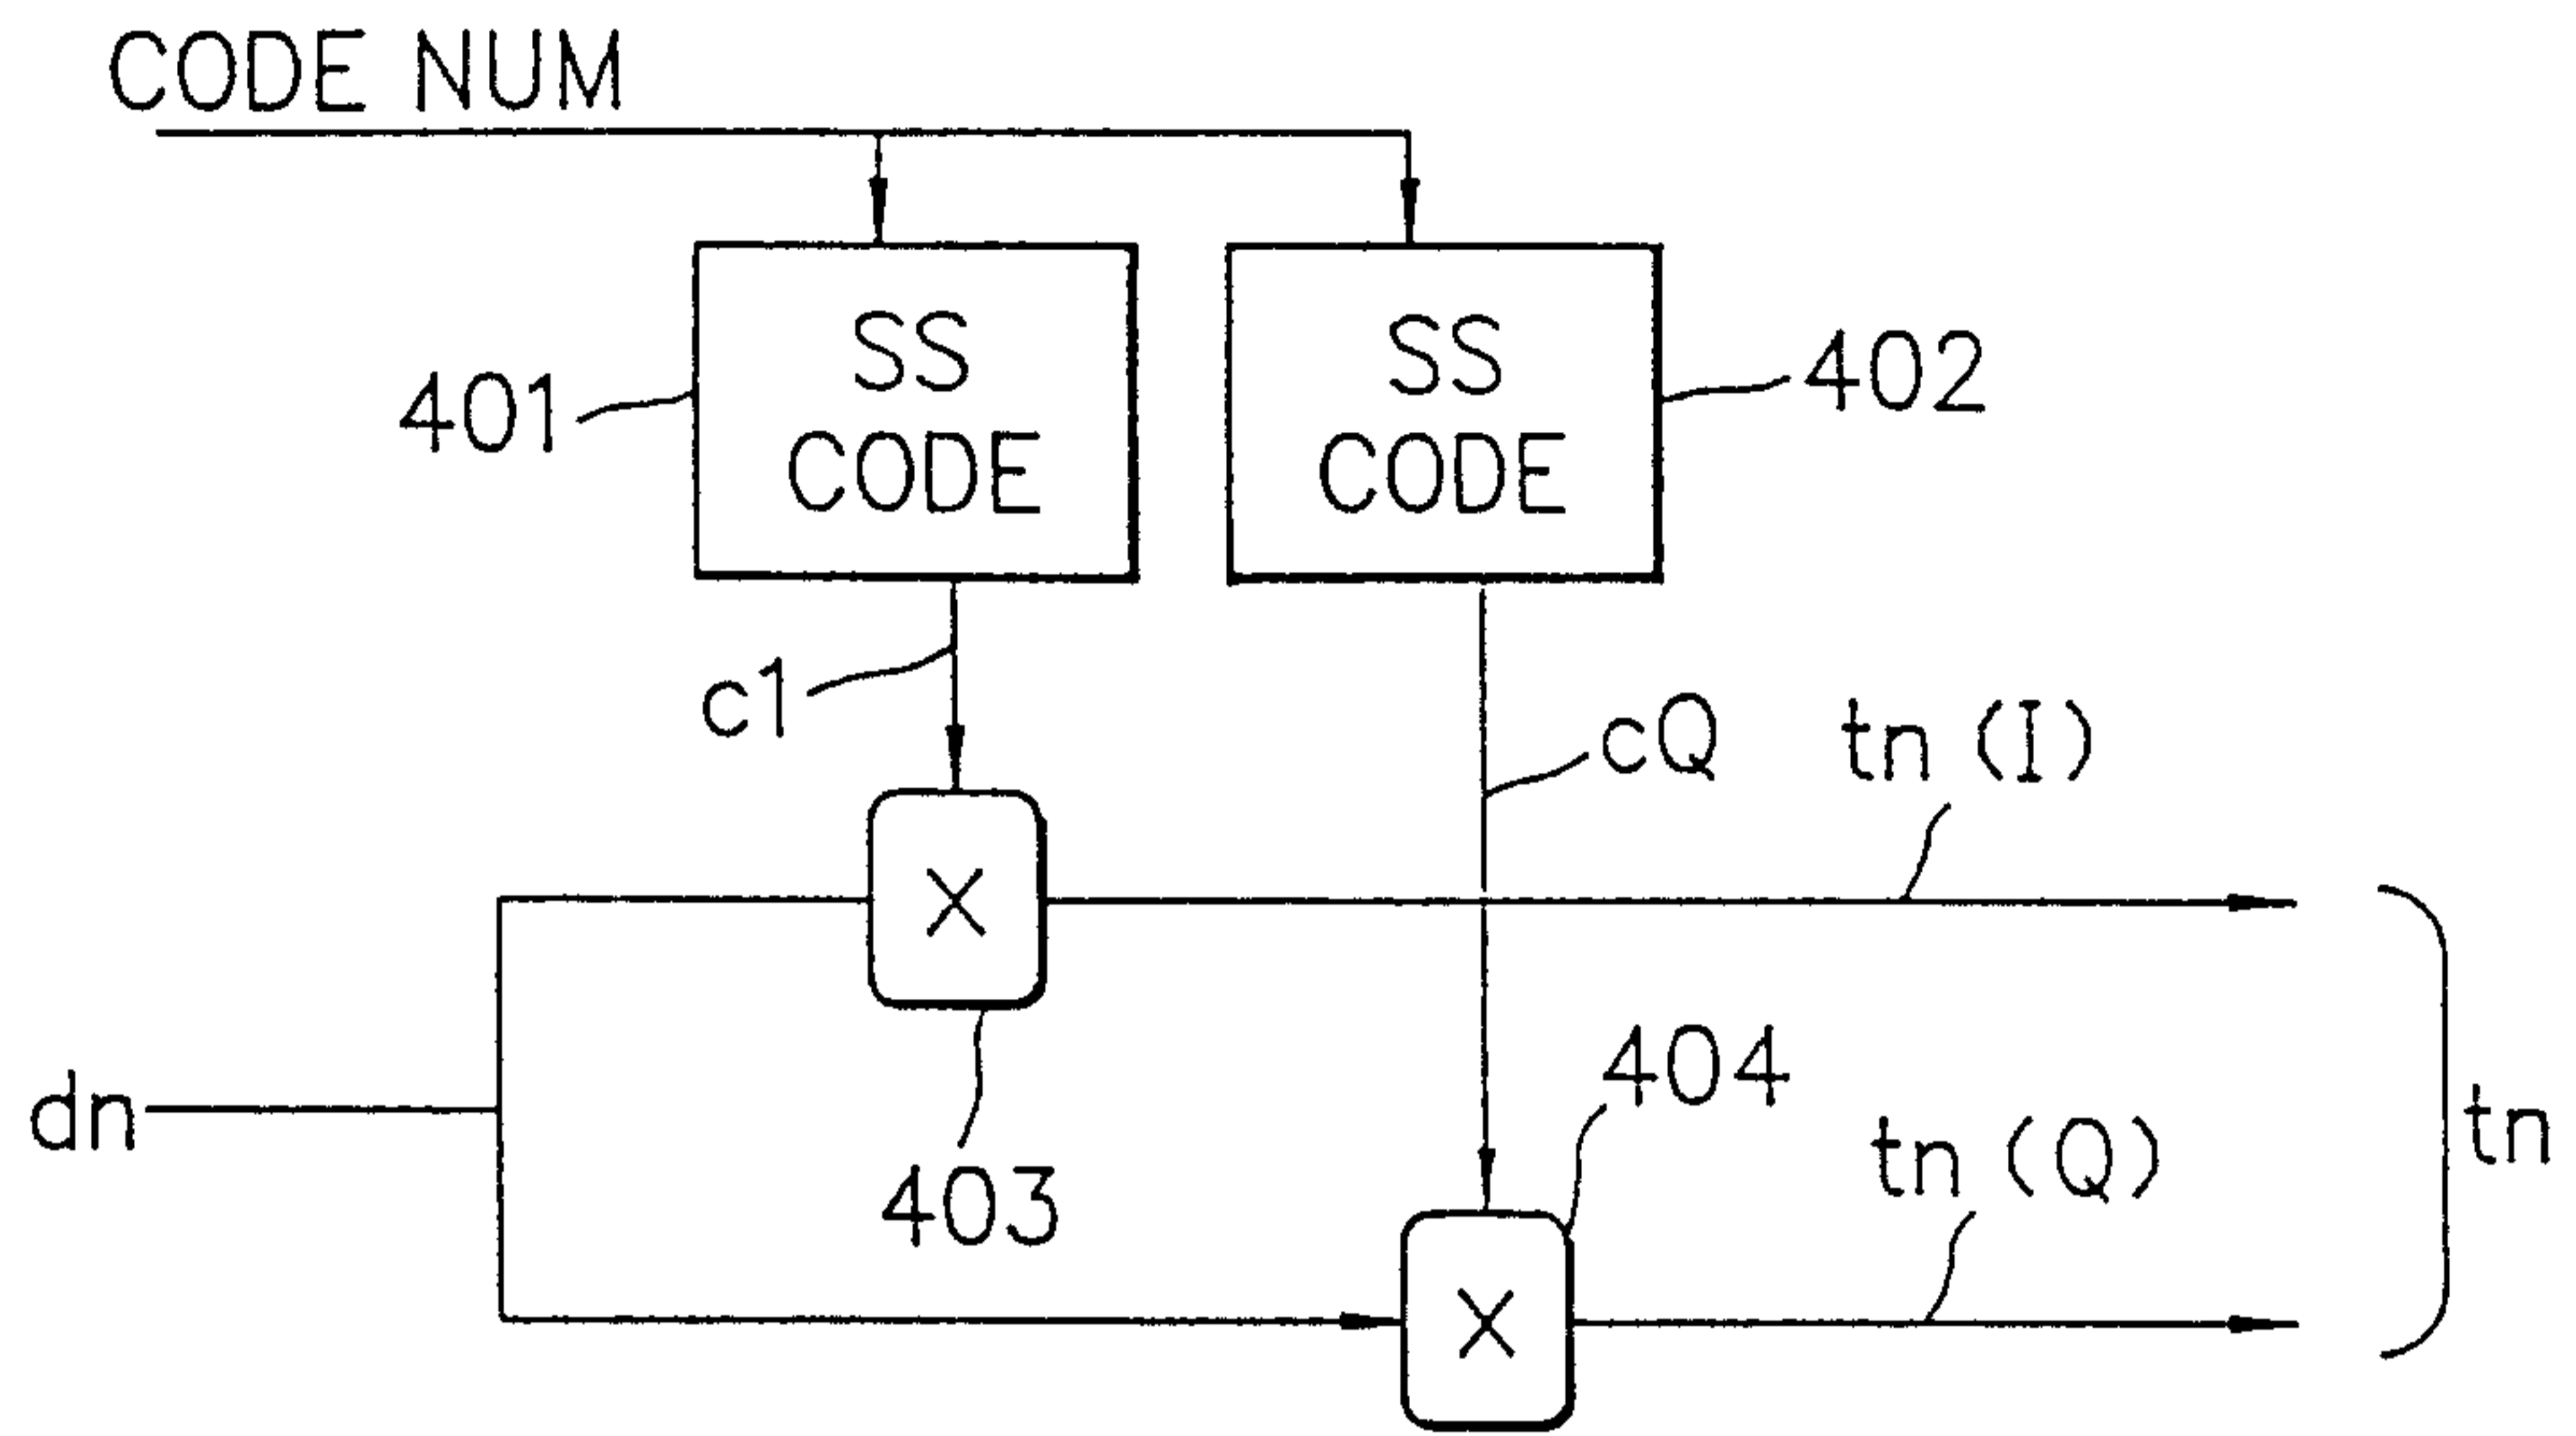 CODE NUM
SS
CODE
SS
CODE
401
402
c1
cQ
tn (I)
X
403
404
dn
tn (Q)
tn
X